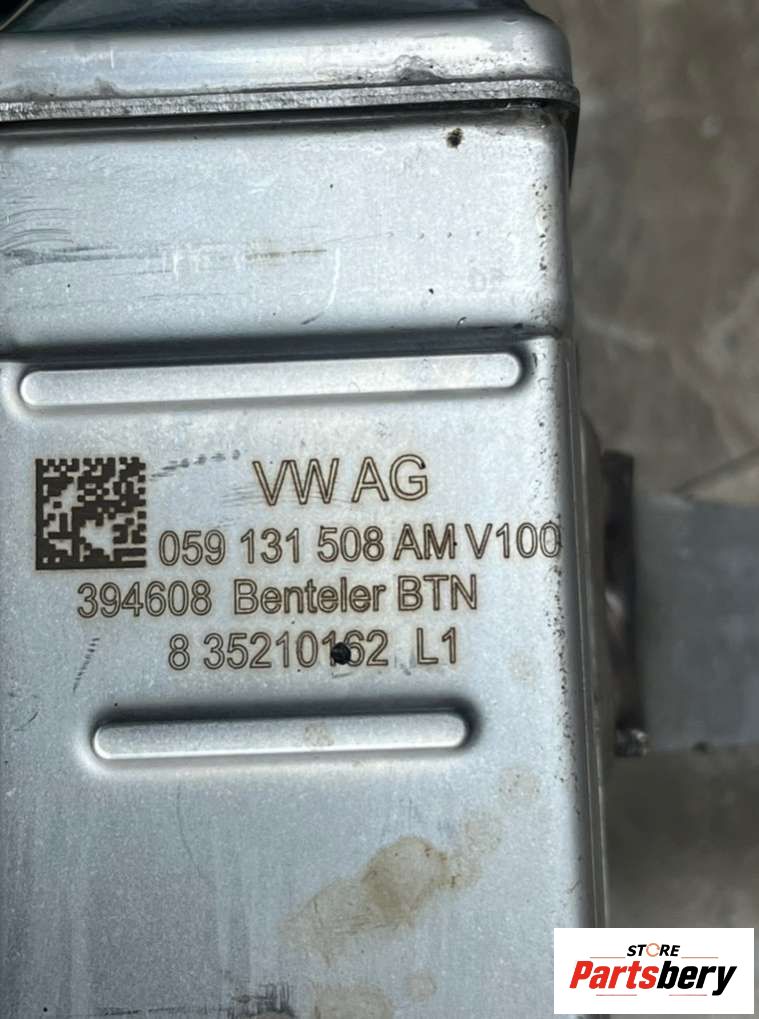 VW AG
059 131 508 AM V100
394608 Benteler BTN
8 35210162 L1
STORE
Partsbery